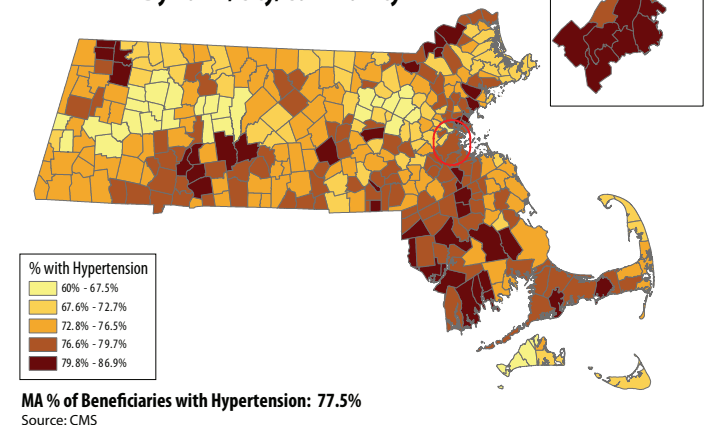 % with Hypertension
60% - 67.5%
67.6% - 72.7%
72.8% - 76.5%
76.6% - 79.7%
79.8% - 86.9%
MA % of Beneficiaries with Hypertension: 77.5%
Source: CMS